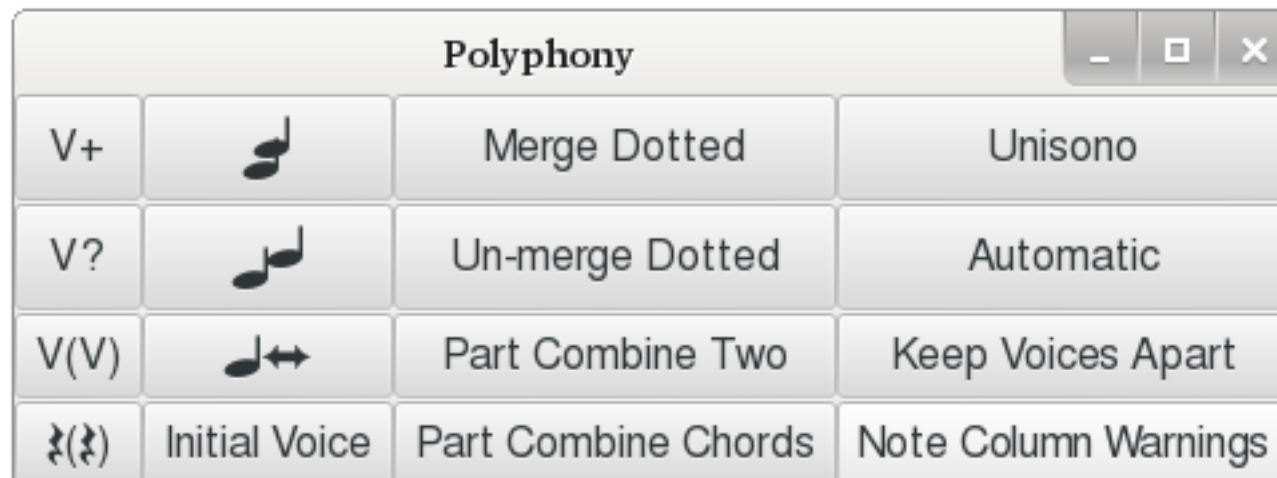 Polyphony
V+ Merge Dotted Unisono
V? Un-merge Dotted Automatic
V(V) Part Combine Two Keep Voices Apart
𝄽(𝄽) Initial Voice Part Combine Chords Note Column Warnings